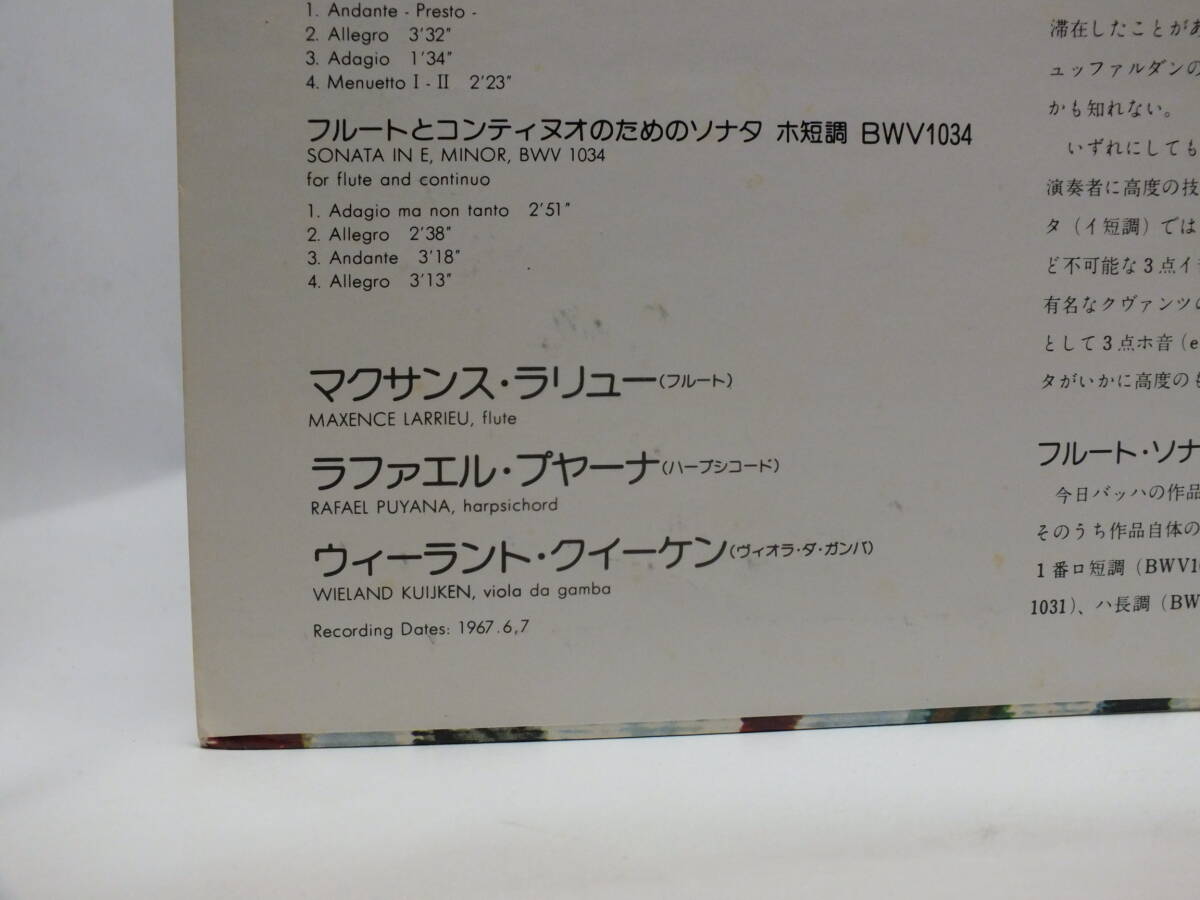 1. Andante - Presto -
2. Allegro 3'32"
3. Adagio 1'34"
4. Menuetto I - II 2'23"
フルートとコンティヌオのためのソナタ ホ短調 BWV1034
SONATA IN E, MINOR, BWV 1034
for flute and continuo
1. Adagio ma non tanto 2'51"
2. Allegro 2'38"
3. Andante 3'18"
4. Allegro 3'13"
マクサンス・ラリュー(フルート)
MAXENCE LARRIEU, flute
ラファエル・プヤーナ(ハープシコード)
RAFAEL PUYANA, harpsichord
ウィーラント・クイーケン(ヴィオラ・ダ・ガンバ)
WIELAND KUIJKEN, viola da gamba
Recording Dates: 1967.6,7
滞在したことがあ
ュッファルダンの
かも知れない。
いずれにしても
演奏者に高度の技
タ(イ短調)では
ど不可能な3点イ
有名なクヴァンツの
として3点ホ音(e
タがいかに高度のも
フルート・ソナ
今日バッハの作品
そのうち作品自体の
1番ロ短調(BWV1
1031)、ハ長調(BW